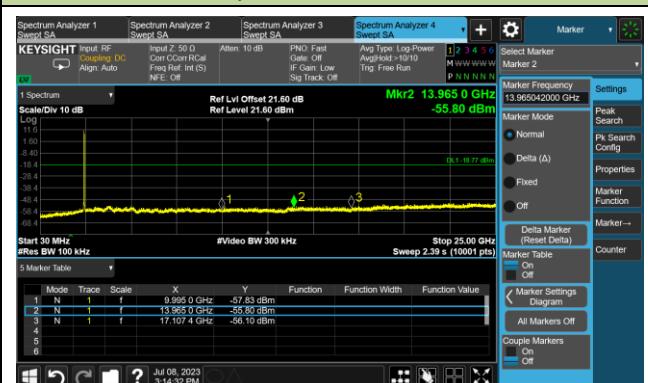 Spectrum Analyzer 1
Swept SA
Spectrum Analyzer 2
Swept SA
Spectrum Analyzer 3
Swept SA
Spectrum Analyzer 4
Swept SA
Marker
KEYSIGHT
Input: RF
Coupling: DC
Align: Auto
Input Z: 50 Ω
Corr CCorr RCal
Freq Ref: Int (S)
NFE: Off
Atten: 10 dB
PNO: Fast
Gate: Off
IF Gain: Low
Sig Track: Off
Avg Type: Log-Power
Avg|Hold:>10/10
Trig: Free Run
1 2 3 4 5 6
M W W W W W
P N N N N N
Select Marker
Marker 2
1 Spectrum
Scale/Div 10 dB
Log
Ref Lvl Offset 21.60 dB
Ref Level 21.60 dBm
Mkr2 13.965 0 GHz
-55.80 dBm
11.6
1.60
-8.40
-18.4
-28.4
-38.4
-48.4
-58.4
-68.4
DL1 -18.77 dBm
1
2
3
Start 30 MHz
#Res BW 100 kHz
#Video BW 300 kHz
Stop 25.00 GHz
Sweep 2.39 s (10001 pts)
5 Marker Table
Mode Trace Scale X Y Function Function Width Function Value
1 N 1 f 9.995 0 GHz -57.83 dBm
2 N 1 f 13.965 0 GHz -55.80 dBm
3 N 1 f 17.107 4 GHz -56.10 dBm
4
5
6
Jul 08, 2023
3:14:32 PM
Marker Frequency
13.965042000 GHz
Marker Mode
Normal
Delta (Δ)
Fixed
Off
Delta Marker
(Reset Delta)
Marker Table
On
Off
Marker Settings
Diagram
All Markers Off
Couple Markers
On
Off
Settings
Peak
Search
Pk Search
Config
Properties
Marker
Function
Marker→
Counter